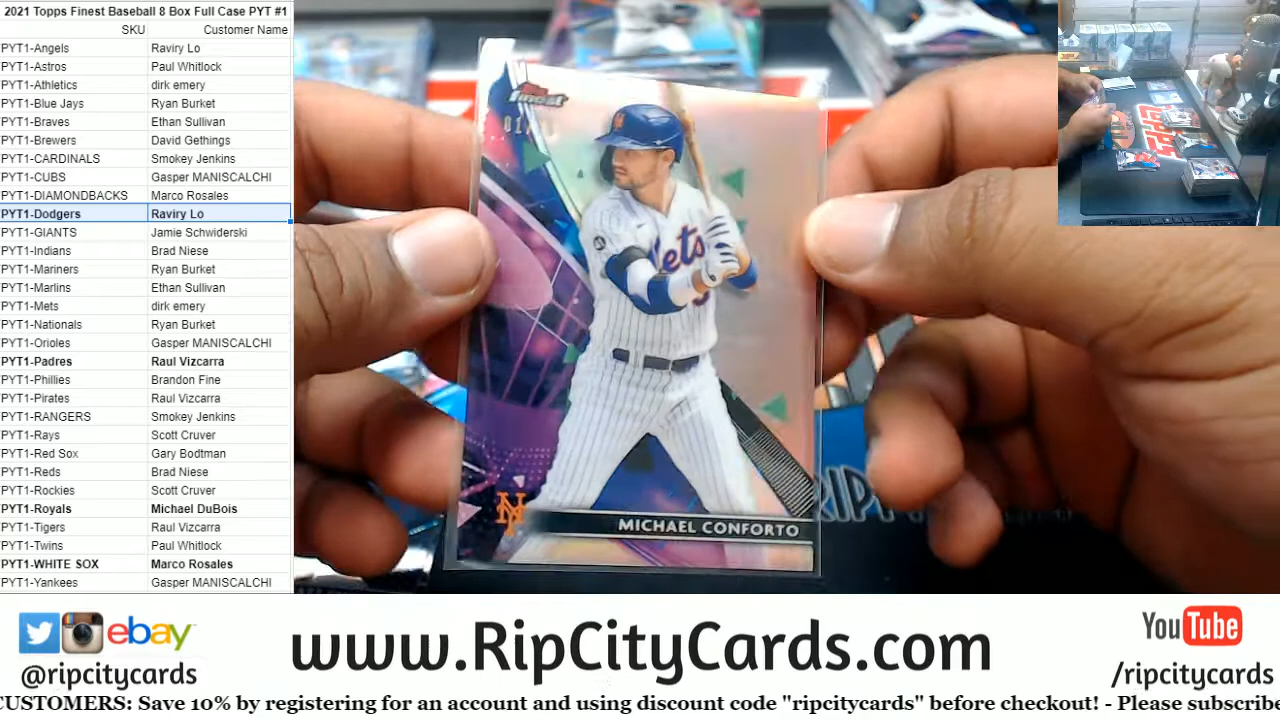 2021 Topps Finest Baseball 8 Box Full Case PYT #1
SKU Customer Name
PYT1-Angels Raviry Lo
PYT1-Astros Paul Whitlock
PYT1-Athletics dirk emery
PYT1-Blue Jays Ryan Burket
PYT1-Braves Ethan Sullivan
PYT1-Brewers David Gethings
PYT1-CARDINALS Smokey Jenkins
PYT1-CUBS Gasper MANISCALCHI
PYT1-DIAMONDBACKS Marco Rosales
PYT1-Dodgers Raviry Lo
PYT1-GIANTS Jamie Schwiderski
PYT1-Indians Brad Niese
PYT1-Mariners Ryan Burket
PYT1-Marlins Ethan Sullivan
PYT1-Mets dirk emery
PYT1-Nationals Ryan Burket
PYT1-Orioles Gasper MANISCALCHI
PYT1-Padres Raul Vizcarra
PYT1-Phillies Brandon Fine
PYT1-Pirates Raul Vizcarra
PYT1-RANGERS Smokey Jenkins
PYT1-Rays Scott Cruver
PYT1-Red Sox Gary Bodtman
PYT1-Reds Brad Niese
PYT1-Rockies Scott Cruver
PYT1-Royals Michael DuBois
PYT1-Tigers Raul Vizcarra
PYT1-Twins Paul Whitlock
PYT1-WHITE SOX Marco Rosales
PYT1-Yankees Gasper MANISCALCHI
Finest
Mets
NY
MICHAEL CONFORTO
RIP
Topps
ebay
@ripcitycards
www.RipCityCards.com
YouTube
/ripcitycards
CUSTOMERS: Save 10% by registering for an account and using discount code "ripcitycards" before checkout! - Please subscribe